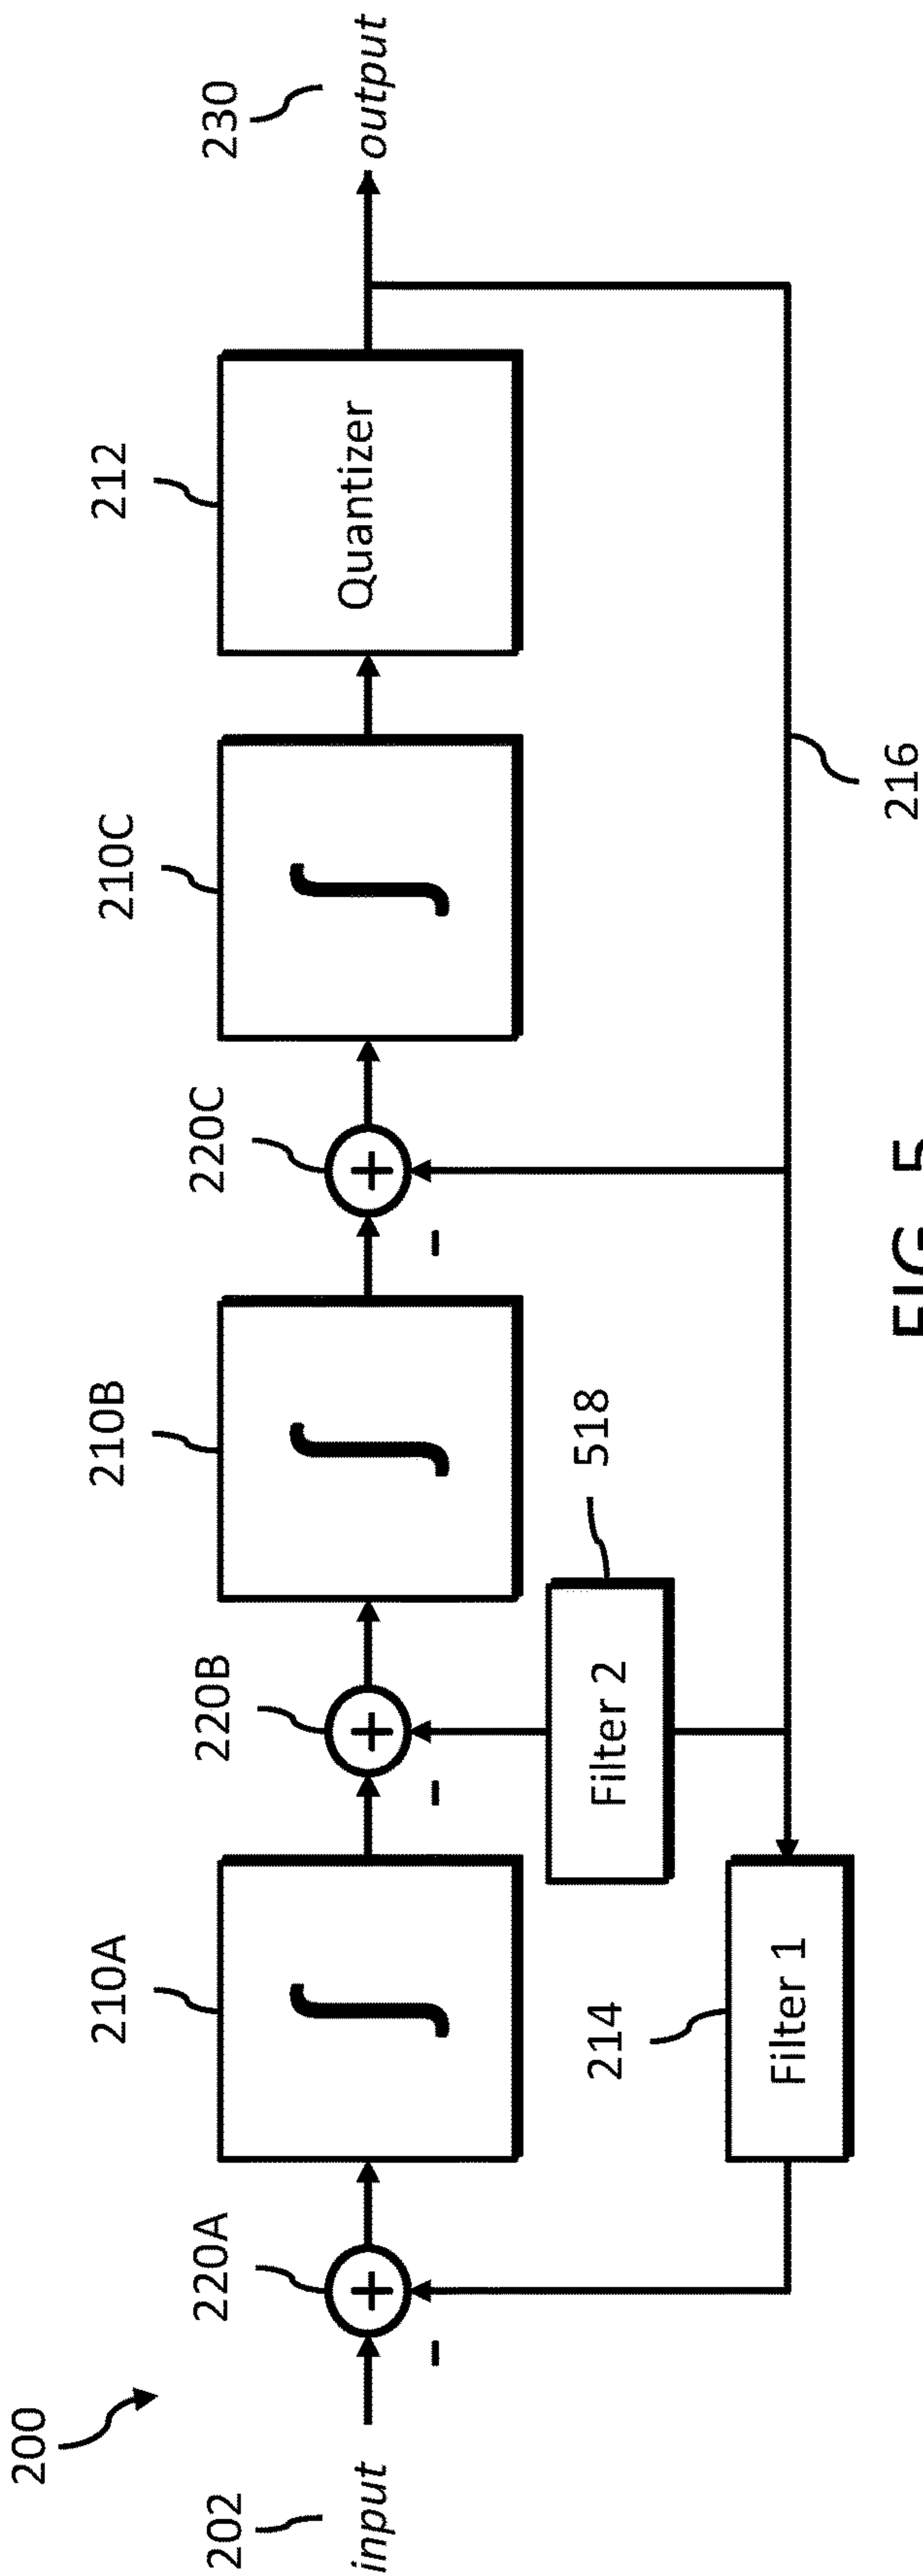 200
202
input
220A
+
-
210A
∫
214
Filter 1
220B
+
-
Filter 2
518
210B
∫
220C
+
-
210C
∫
212
Quantizer
216
230
output
FIG. 5